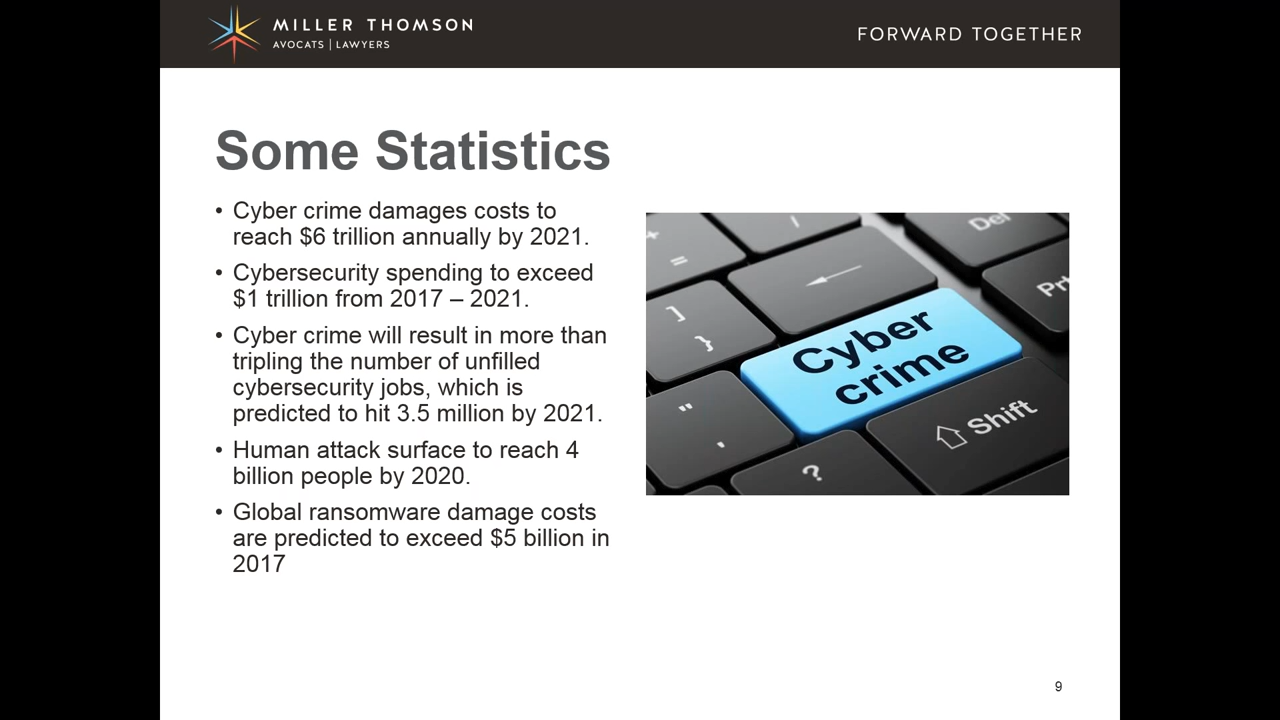 MILLER THOMSON
AVOCATS | LAWYERS
FORWARD TOGETHER
Some Statistics
• Cyber crime damages costs to
reach $6 trillion annually by 2021.
• Cybersecurity spending to exceed
$1 trillion from 2017 – 2021.
• Cyber crime will result in more than
tripling the number of unfilled
cybersecurity jobs, which is
predicted to hit 3.5 million by 2021.
• Human attack surface to reach 4
billion people by 2020.
• Global ransomware damage costs
are predicted to exceed $5 billion in
2017
+
=
/
Del
]
}
Cyber
crime
"
,
?
Shift
9